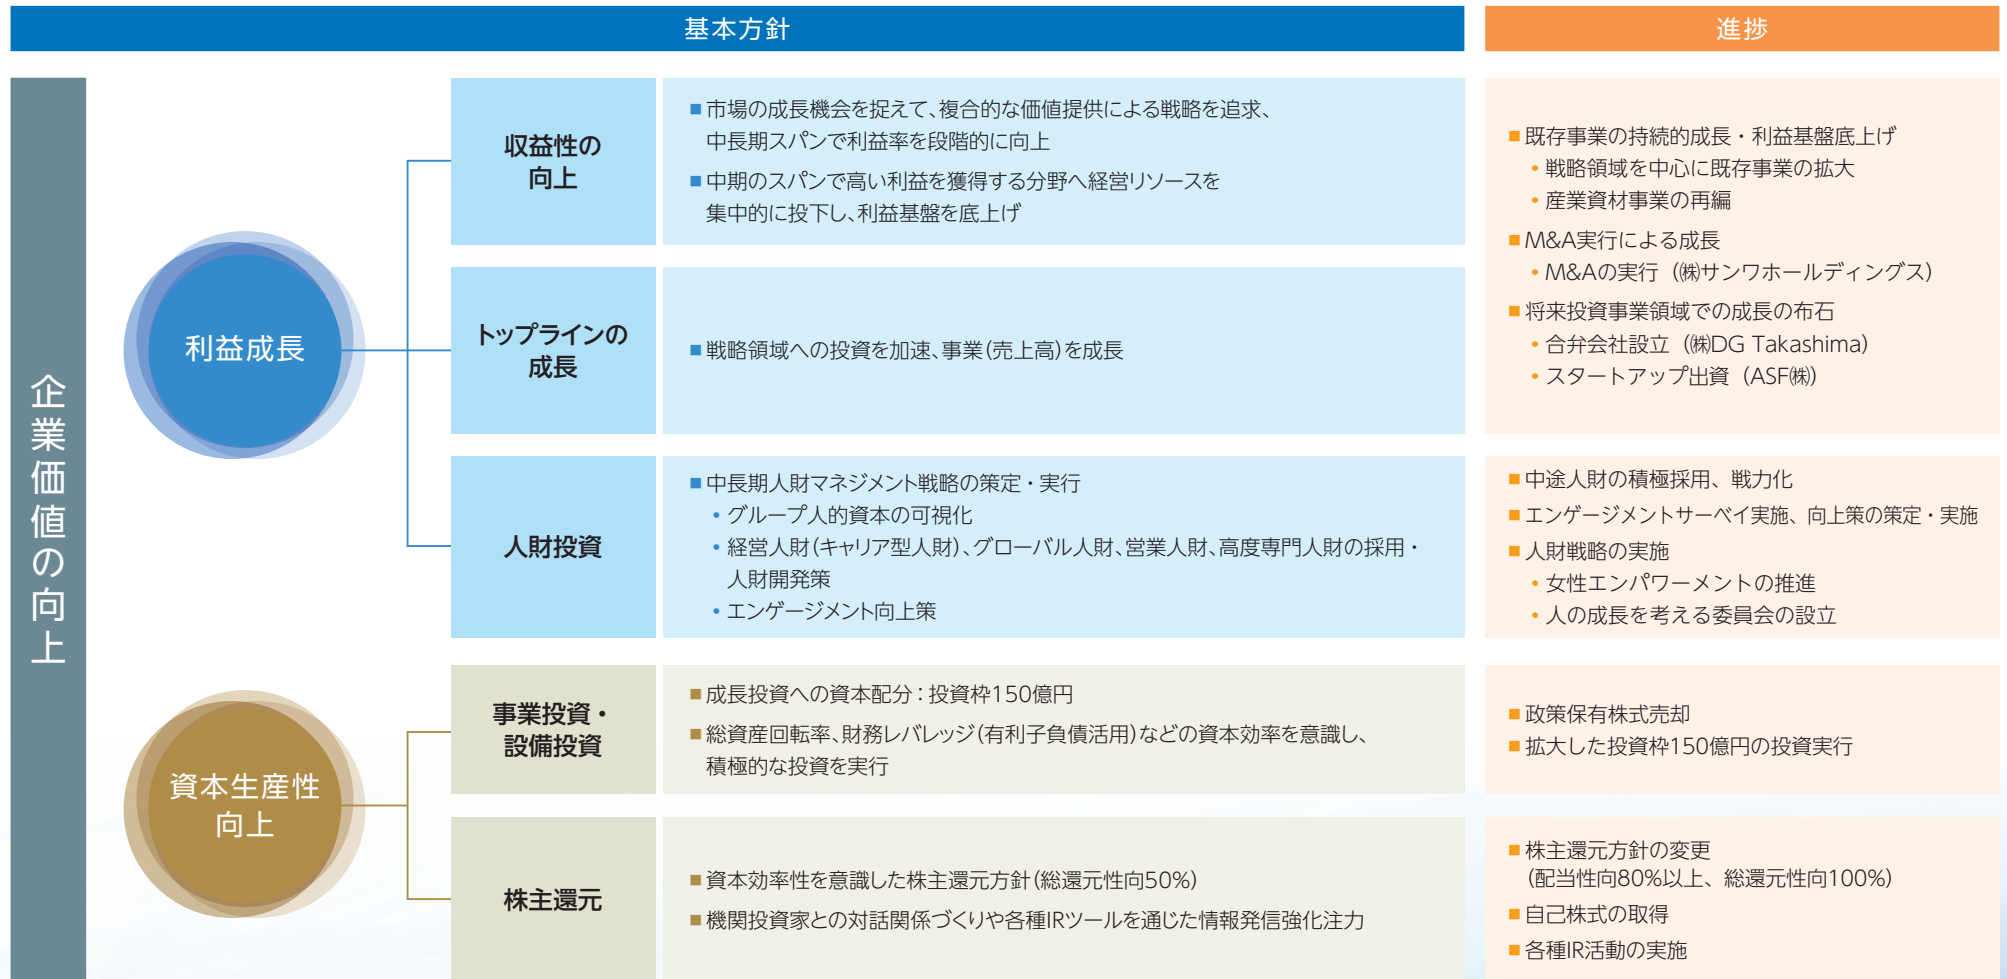 基本方針
進捗
企業価値の向上
利益成長
収益性の
向上
■ 市場の成長機会を捉えて、複合的な価値提供による戦略を追求、
中長期スパンで利益率を段階的に向上
■ 中期のスパンで高い利益を獲得する分野へ経営リソースを
集中的に投下し、利益基盤を底上げ
トップラインの
成長
■ 戦略領域への投資を加速、事業(売上高)を成長
■ 既存事業の持続的成長・利益基盤底上げ
• 戦略領域を中心に既存事業の拡大
• 産業資材事業の再編
■ M&A実行による成長
• M&Aの実行（㈱サンワホールディングス）
■ 将来投資事業領域での成長の布石
• 合弁会社設立（㈱DG Takashima）
• スタートアップ出資（ASF㈱）
人財投資
■ 中長期人財マネジメント戦略の策定・実行
• グループ人的資本の可視化
• 経営人財(キャリア型人財)、グローバル人財、営業人財、高度専門人財の採用・
人財開発策
• エンゲージメント向上策
■ 中途人財の積極採用、戦力化
■ エンゲージメントサーベイ実施、向上策の策定・実施
■ 人財戦略の実施
• 女性エンパワーメントの推進
• 人の成長を考える委員会の設立
資本生産性
向上
事業投資・
設備投資
■ 成長投資への資本配分：投資枠150億円
■ 総資産回転率、財務レバレッジ(有利子負債活用)などの資本効率を意識し、
積極的な投資を実行
■ 政策保有株式売却
■ 拡大した投資枠150億円の投資実行
株主還元
■ 資本効率性を意識した株主還元方針(総還元性向50%)
■ 機関投資家との対話関係づくりや各種IRツールを通じた情報発信強化注力
■ 株主還元方針の変更
（配当性向80%以上、総還元性向100%）
■ 自己株式の取得
■ 各種IR活動の実施